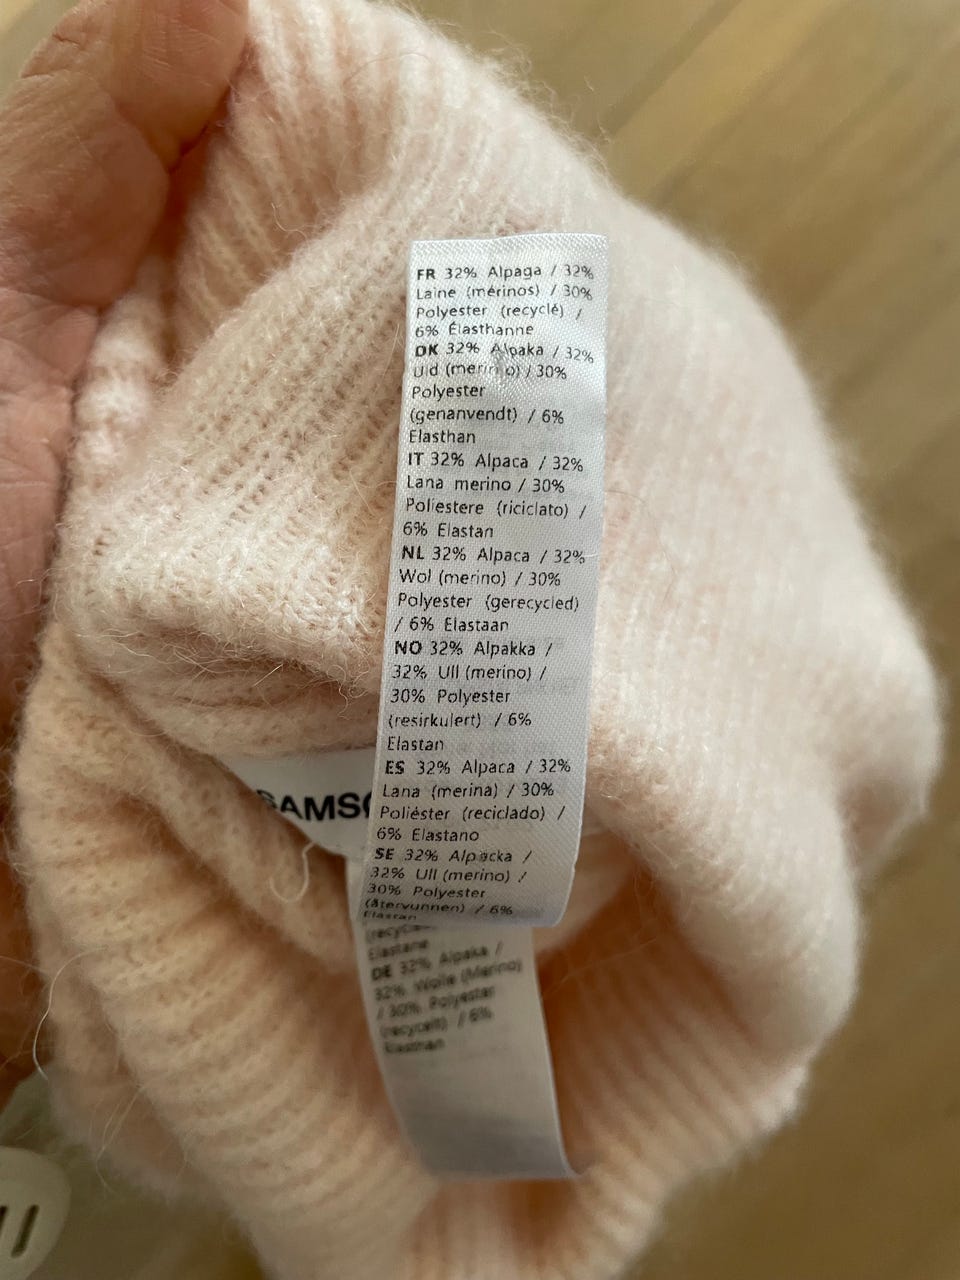 FR 32% Alpaga / 32%
Laine (mérinos) / 30%
Polyester (recyclé) /
6% Élasthanne
DK 32% Alpaka / 32%
Uld (merino) / 30%
Polyester
(genanvendt) / 6%
Elasthan
IT 32% Alpaca / 32%
Lana merino / 30%
Poliestere (riciclato) /
6% Elastan
NL 32% Alpaca / 32%
Wol (merino) / 30%
Polyester (gerecycled)
/ 6% Elastaan
NO 32% Alpakka /
32% Ull (merino) /
30% Polyester
(resirkulert) / 6%
Elastan
ES 32% Alpaca / 32%
Lana (merina) / 30%
Poliéster (reciclado) /
6% Elastano
SE 32% Alpacka /
32% Ull (merino) /
30% Polyester
(återvunnen) / 6%
Elastan
Elastane
DE 32% Alpaka /
32% Wolle (Merino)
/ 30% Polyester
(recycelt) / 6%
Elasthan
SAMS